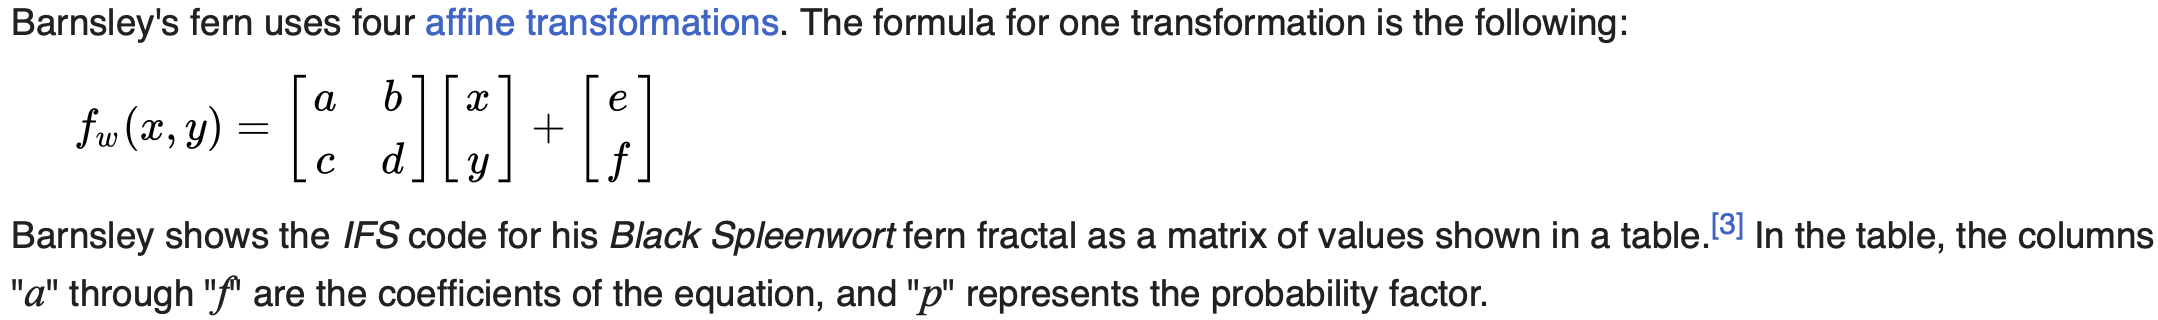 Barnsley's fern uses four affine transformations. The formula for one transformation is the following:
f_w(x, y) = [a b; c d] [x; y] + [e; f]
Barnsley shows the IFS code for his Black Spleenwort fern fractal as a matrix of values shown in a table.[3] In the table, the columns
"a" through "f" are the coefficients of the equation, and "p" represents the probability factor.